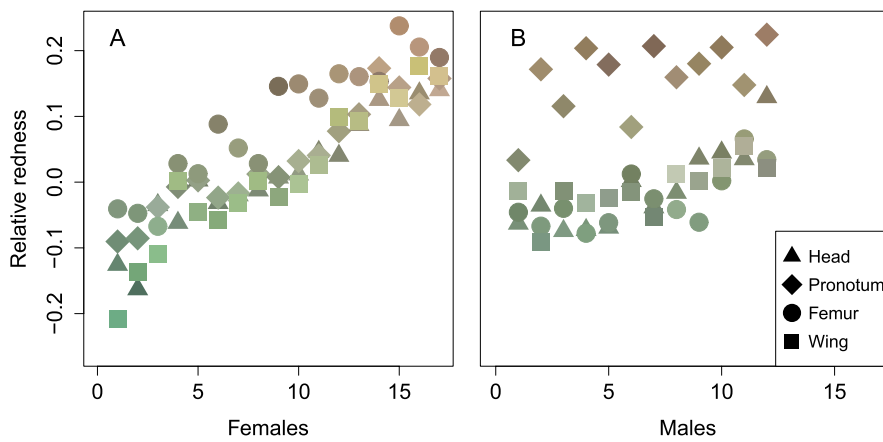 A
B
Relative redness
0.2
0.1
0.0
−0.1
−0.2
Head
Pronotum
Femur
Wing
0 5 10 15
0 5 10 15
Females
Males